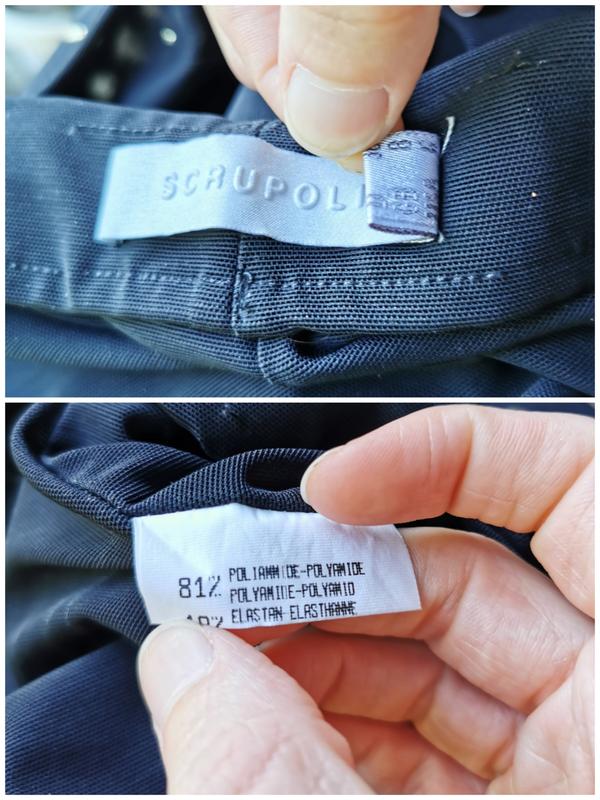 SCRUPOLI
81% POLIAMMIDE-POLYAMIDE
POLYAMIDE-POLYAMID
ELASTAN ELASTHANNE